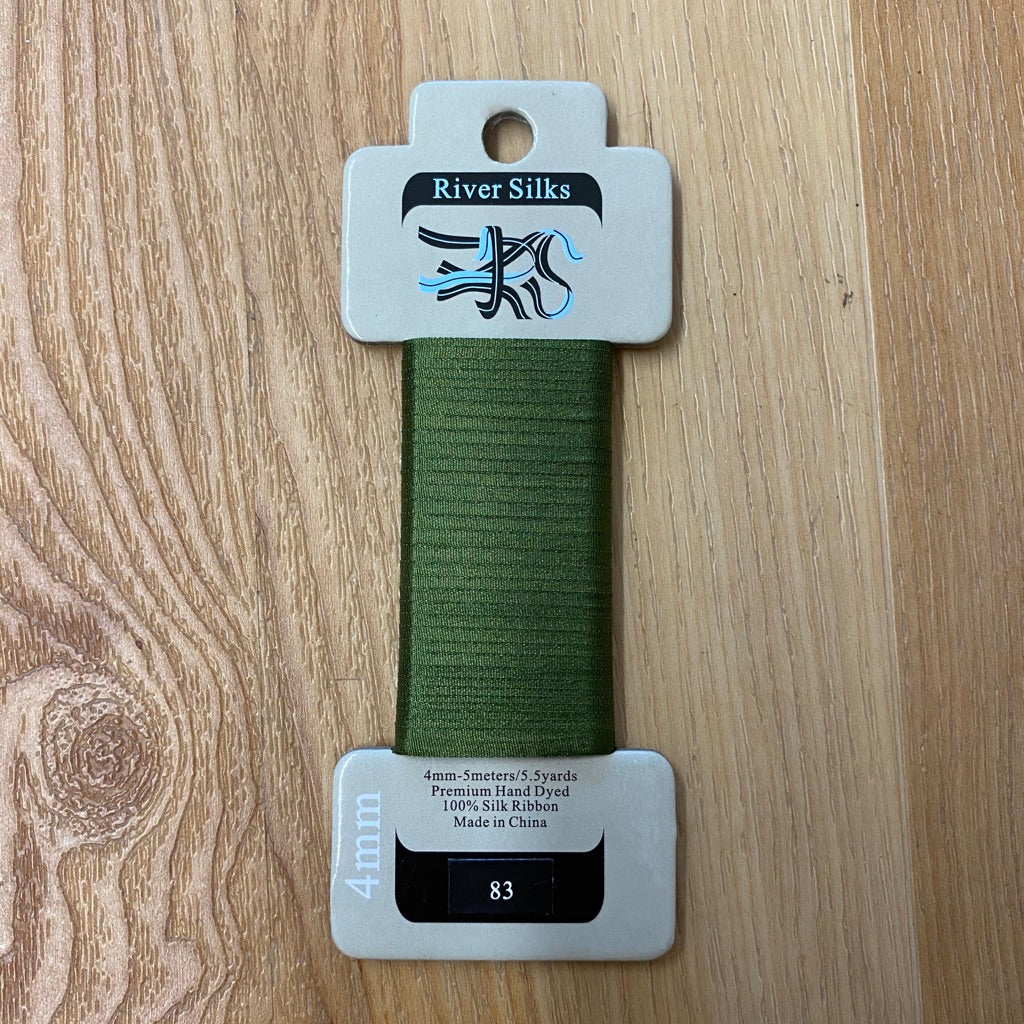 River Silks
4mm-5meters/5.5yards
Premium Hand Dyed
100% Silk Ribbon
Made in China
4mm
83